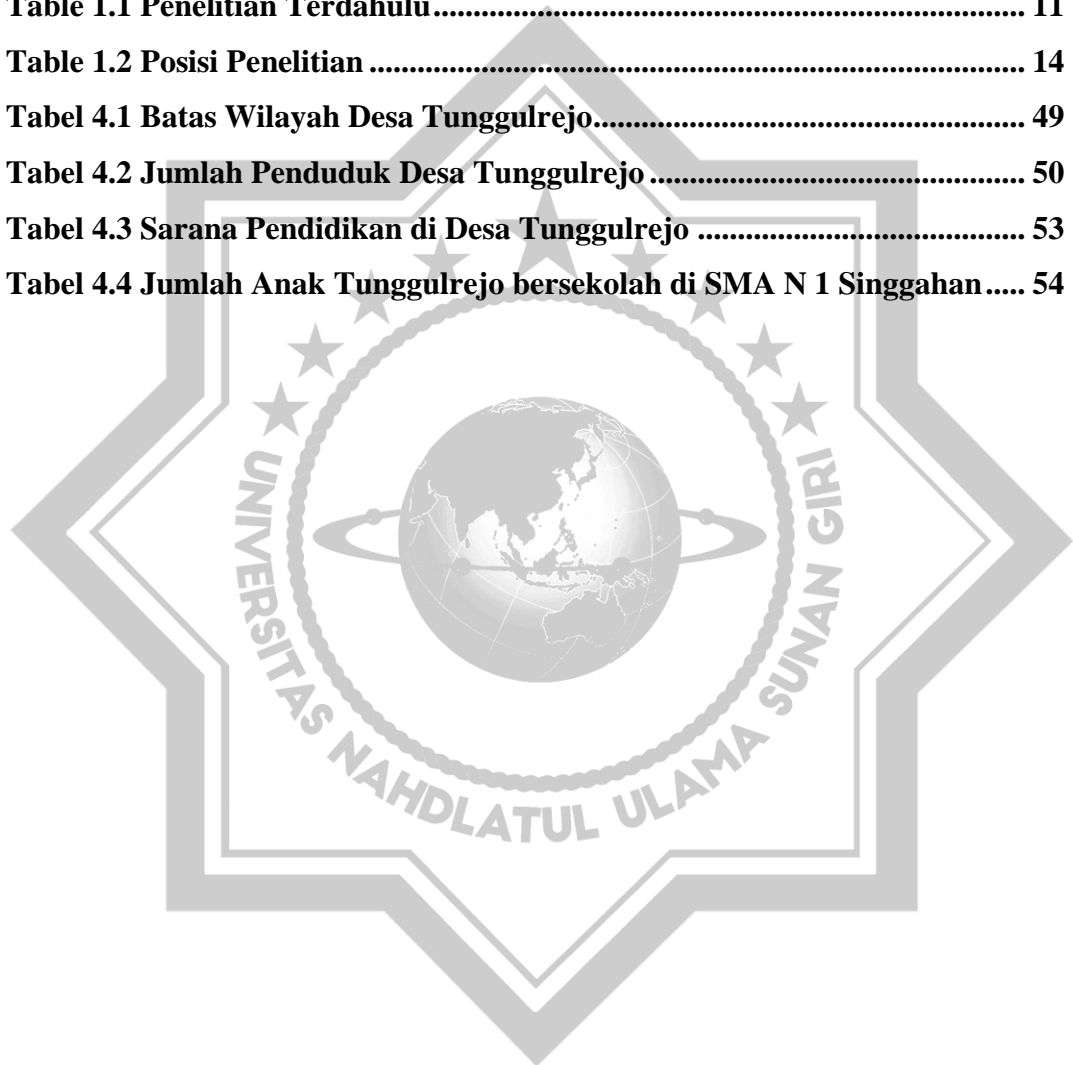 Table 1.1 Penelitian Terdahulu........................................................................... 11
Table 1.2 Posisi Penelitian ................................................................................... 14
Tabel 4.1 Batas Wilayah Desa Tunggulrejo....................................................... 49
Tabel 4.2 Jumlah Penduduk Desa Tunggulrejo ................................................ 50
Tabel 4.3 Sarana Pendidikan di Desa Tunggulrejo .......................................... 53
Tabel 4.4 Jumlah Anak Tunggulrejo bersekolah di SMA N 1 Singgahan ..... 54
UNIVERSITAS NAHDLATUL ULAMA SUNAN GIRI